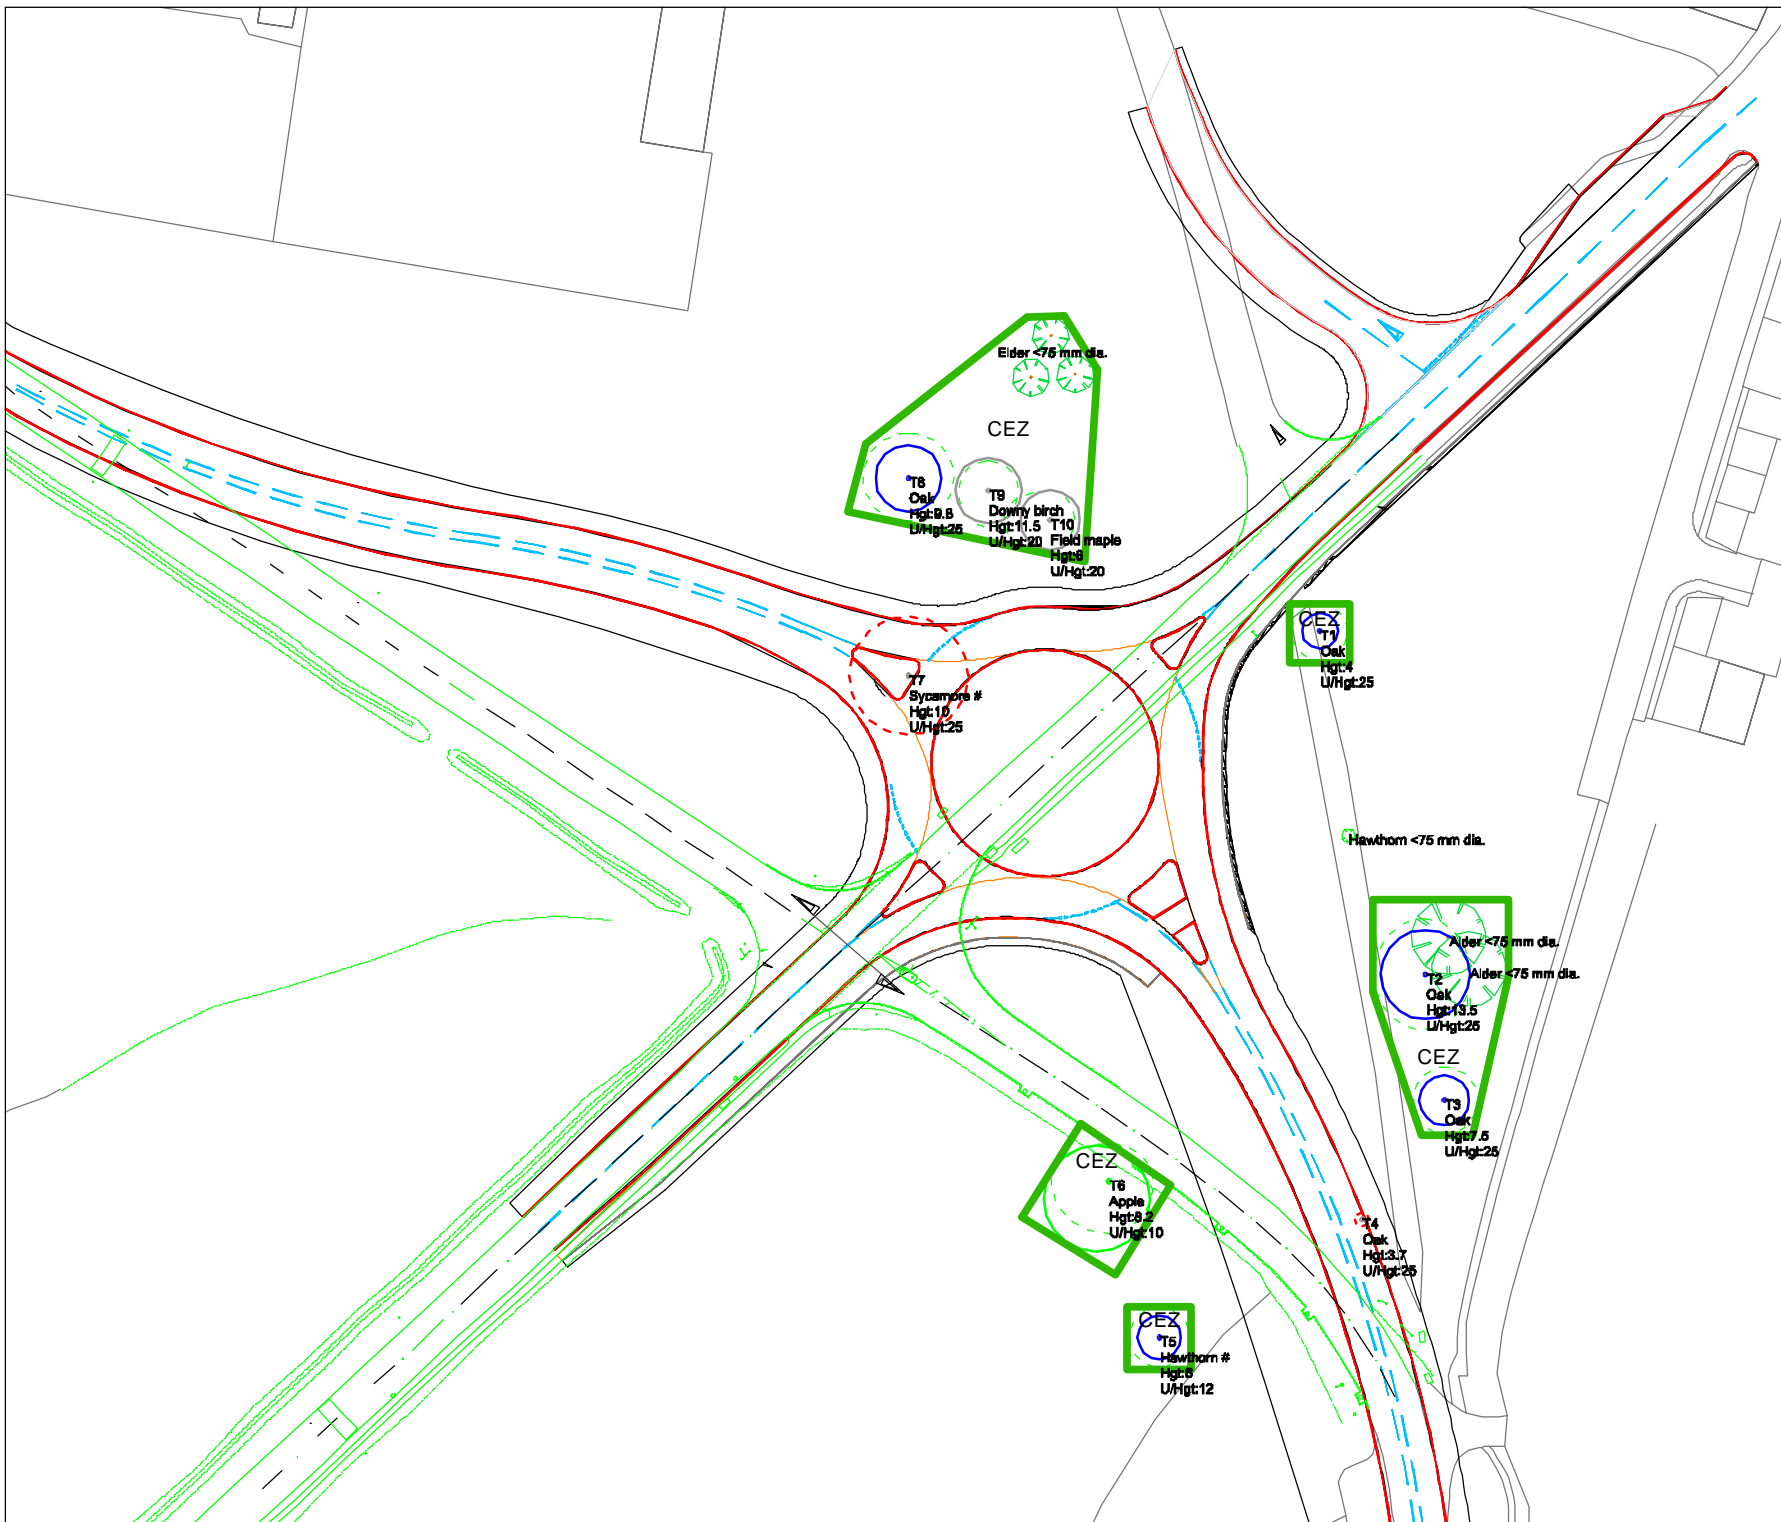 Elder <75 mm dia.
CEZ
T8
Oak
U/Hgt:25
T9
Downy birch
Hgt:11.5
U/Hgt:20
T10
Field maple
Hgt:6
U/Hgt:20
CEZ
T1
Oak
Hgt:4
U/Hgt:25
T7
Sycamore #
Hgt:10
U/Hgt:25
Hawthorn <75 mm dia.
Alder <75 mm dia.
Alder <75 mm dia.
T2
Oak
Hgt:13.5
U/Hgt:25
CEZ
T3
Oak
Hgt:7.5
U/Hgt:25
CEZ
T6
Apple
Hgt:8.2
U/Hgt:10
T4
Oak
Hgt:3.7
U/Hgt:25
CEZ
T5
Hawthorn #
Hgt:6
U/Hgt:12